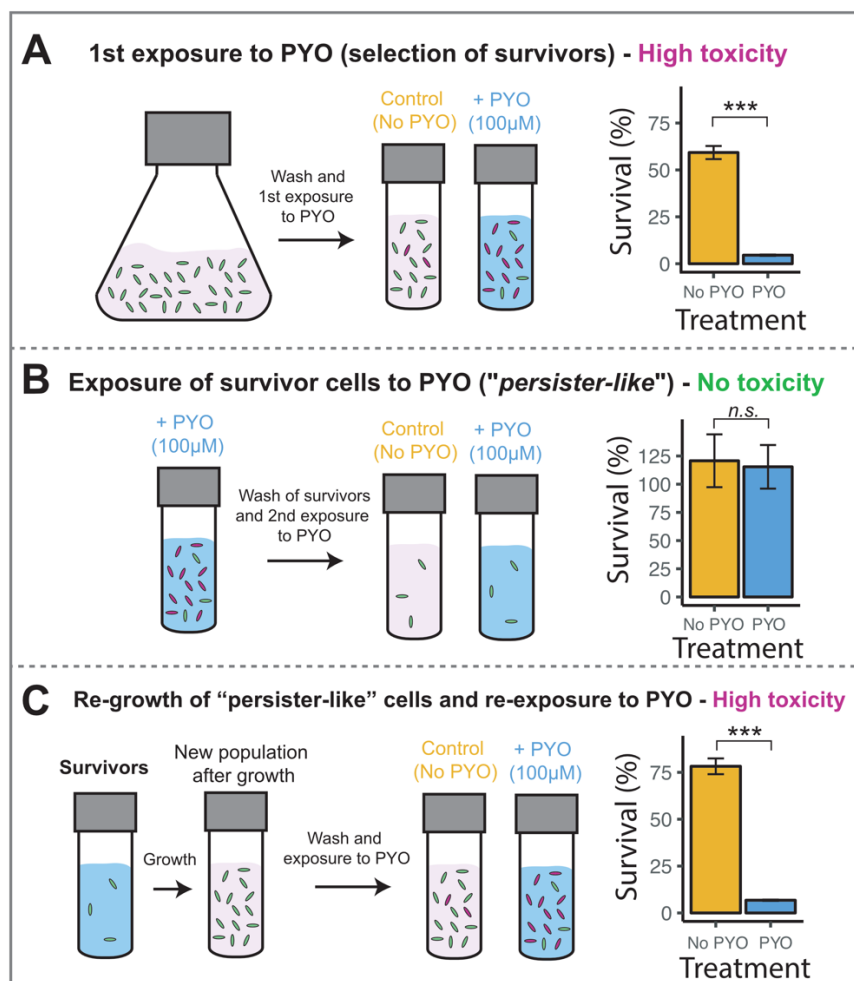 A 1st exposure to PYO (selection of survivors) - High toxicity
Control
(No PYO)
+ PYO
(100µM)
Wash and
1st exposure
to PYO
Survival (%)
75
50
25
0
***
No PYO PYO
Treatment
B Exposure of survivor cells to PYO ("persister-like") - No toxicity
+ PYO
(100µM)
Wash of survivors
and 2nd exposure
to PYO
Control
(No PYO)
+ PYO
(100µM)
Survival (%)
125
100
75
50
25
0
n.s.
No PYO PYO
Treatment
C Re-growth of “persister-like” cells and re-exposure to PYO - High toxicity
Survivors
Growth
New population
after growth
Wash and
exposure to PYO
Control
(No PYO)
+ PYO
(100µM)
Survival (%)
75
50
25
0
***
No PYO PYO
Treatment